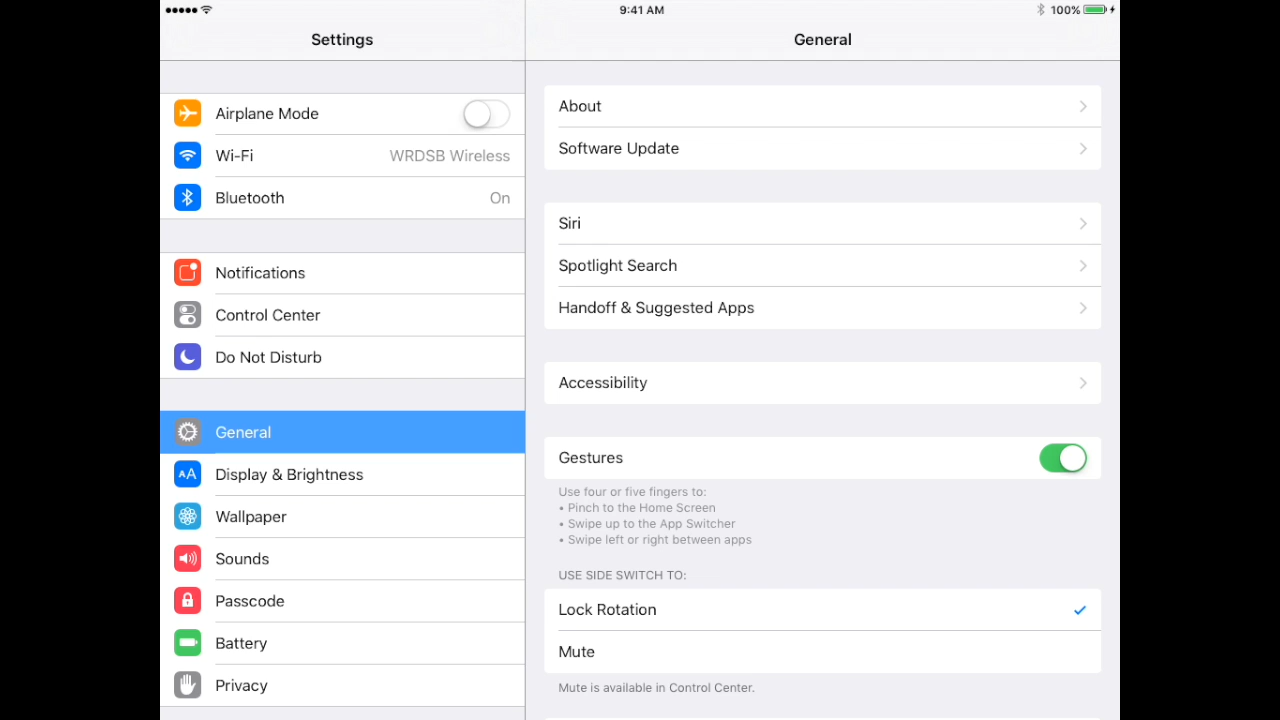 9:41 AM
100%
Settings
General
Airplane Mode
Wi-Fi WRDSB Wireless
Bluetooth On
Notifications
Control Center
Do Not Disturb
General
AA Display & Brightness
Wallpaper
Sounds
Passcode
Battery
Privacy
About
Software Update
Siri
Spotlight Search
Handoff & Suggested Apps
Accessibility
Gestures
Use four or five fingers to:
• Pinch to the Home Screen
• Swipe up to the App Switcher
• Swipe left or right between apps
USE SIDE SWITCH TO:
Lock Rotation
Mute
Mute is available in Control Center.